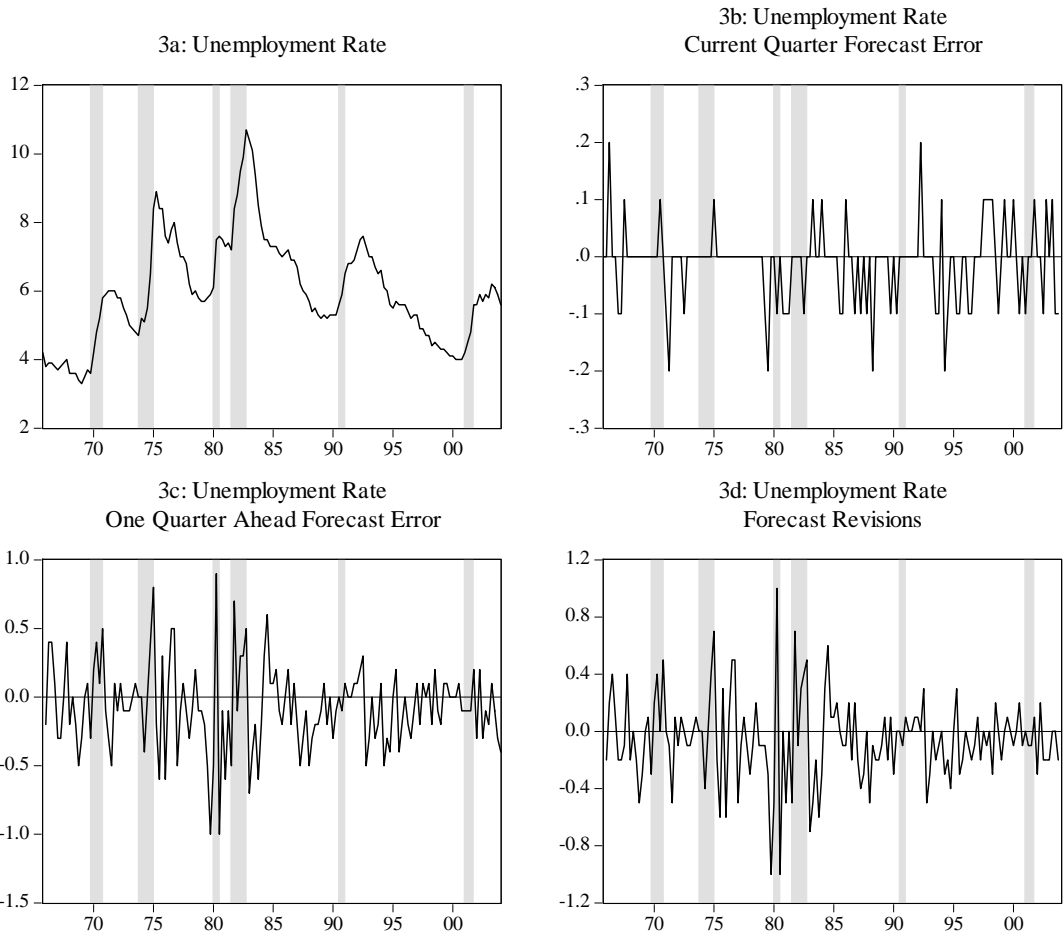 3a: Unemployment Rate
12
10
8
6
4
2
70 75 80 85 90 95 00
3b: Unemployment Rate
Current Quarter Forecast Error
.3
.2
.1
.0
-.1
-.2
-.3
70 75 80 85 90 95 00
3c: Unemployment Rate
One Quarter Ahead Forecast Error
1.0
0.5
0.0
-0.5
-1.0
-1.5
70 75 80 85 90 95 00
3d: Unemployment Rate
Forecast Revisions
1.2
0.8
0.4
0.0
-0.4
-0.8
-1.2
70 75 80 85 90 95 00